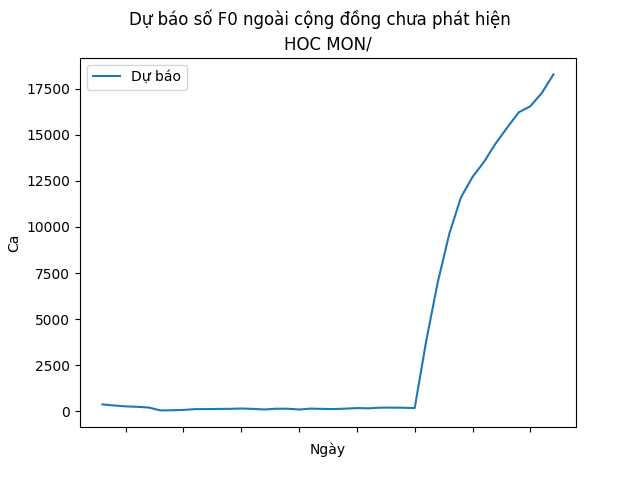 Dự báo số F0 ngoài cộng đồng chưa phát hiện
HOC MON/
Dự báo
17500
15000
12500
10000
7500
5000
2500
0
Ca
Ngày